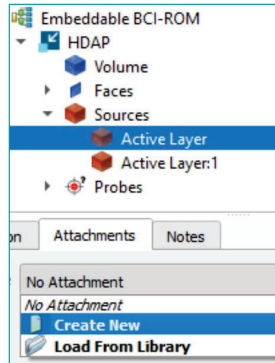 Embeddable BCI-ROM
HDAP
Volume
Faces
Sources
Active Layer
Active Layer:1
Probes
on Attachments Notes
No Attachment
No Attachment
Create New
Load From Library